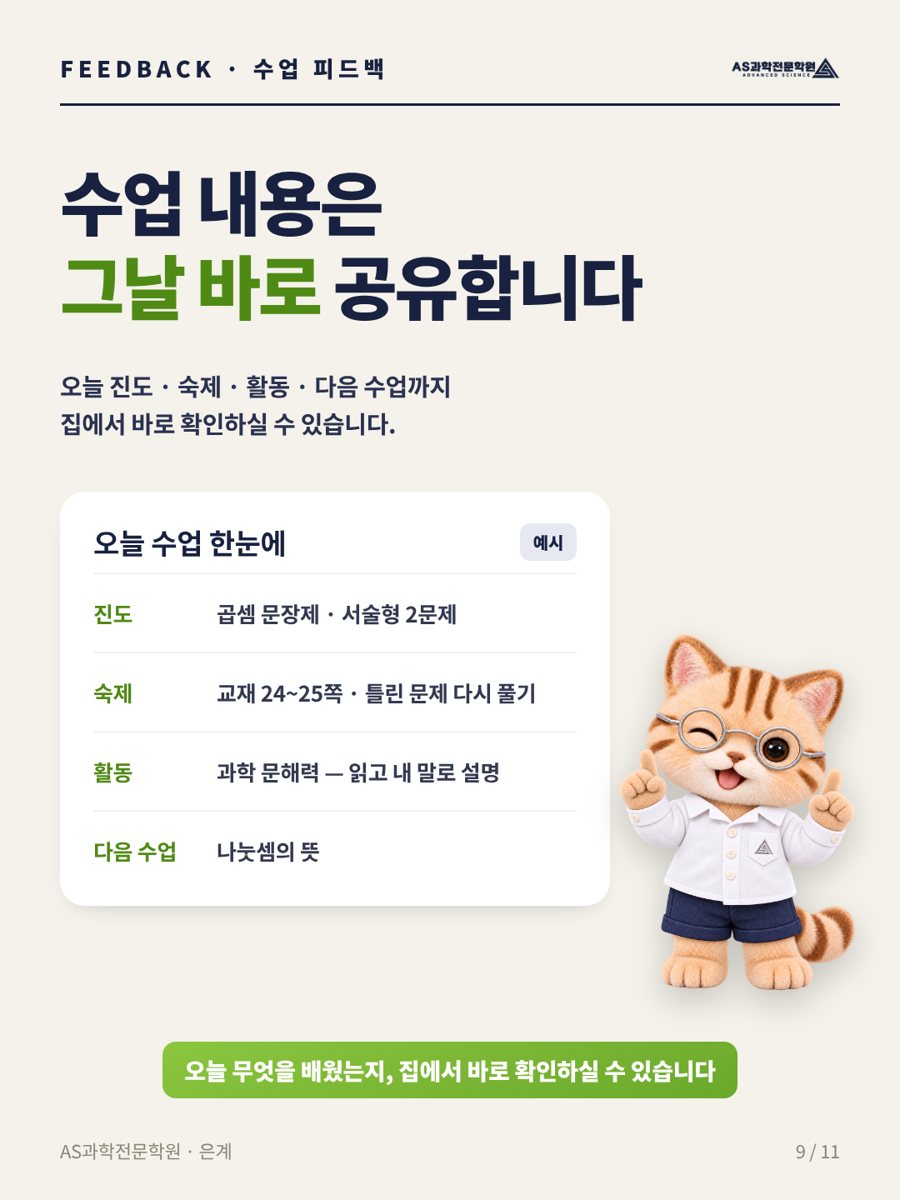 FEEDBACK · 수업 피드백
AS과학전문학원
ADVANCED SCIENCE
수업 내용은
그날 바로 공유합니다
오늘 진도 · 숙제 · 활동 · 다음 수업까지
집에서 바로 확인하실 수 있습니다.
오늘 수업 한눈에 예시
진도 곱셈 문장제 · 서술형 2문제
숙제 교재 24~25쪽 · 틀린 문제 다시 풀기
활동 과학 문해력 — 읽고 내 말로 설명
다음 수업 나눗셈의 뜻
오늘 무엇을 배웠는지, 집에서 바로 확인하실 수 있습니다
AS과학전문학원 · 은계 9 / 11